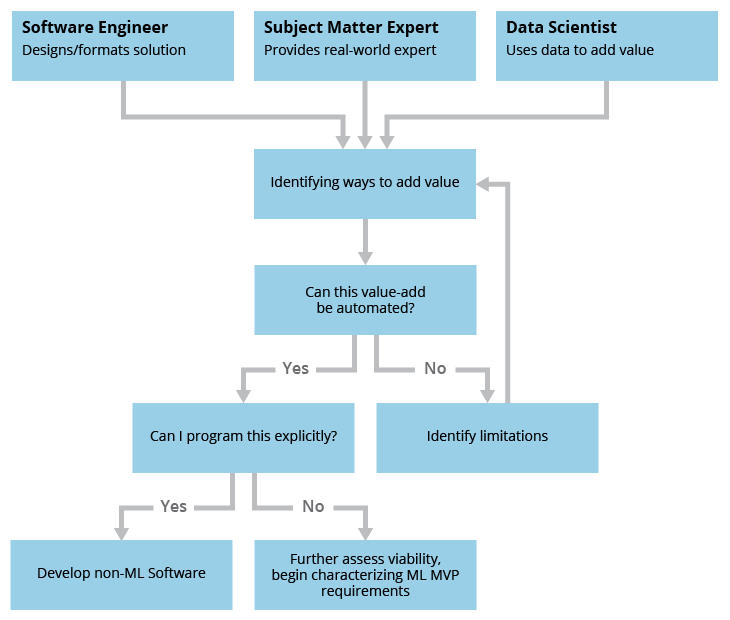 Software Engineer
Designs/formats solution
Subject Matter Expert
Provides real-world expert
Data Scientist
Uses data to add value
Identifying ways to add value
Can this value-add
be automated?
Yes
No
Can I program this explicitly?
Identify limitations
Yes
No
Develop non-ML Software
Further assess viability,
begin characterizing ML MVP
requirements